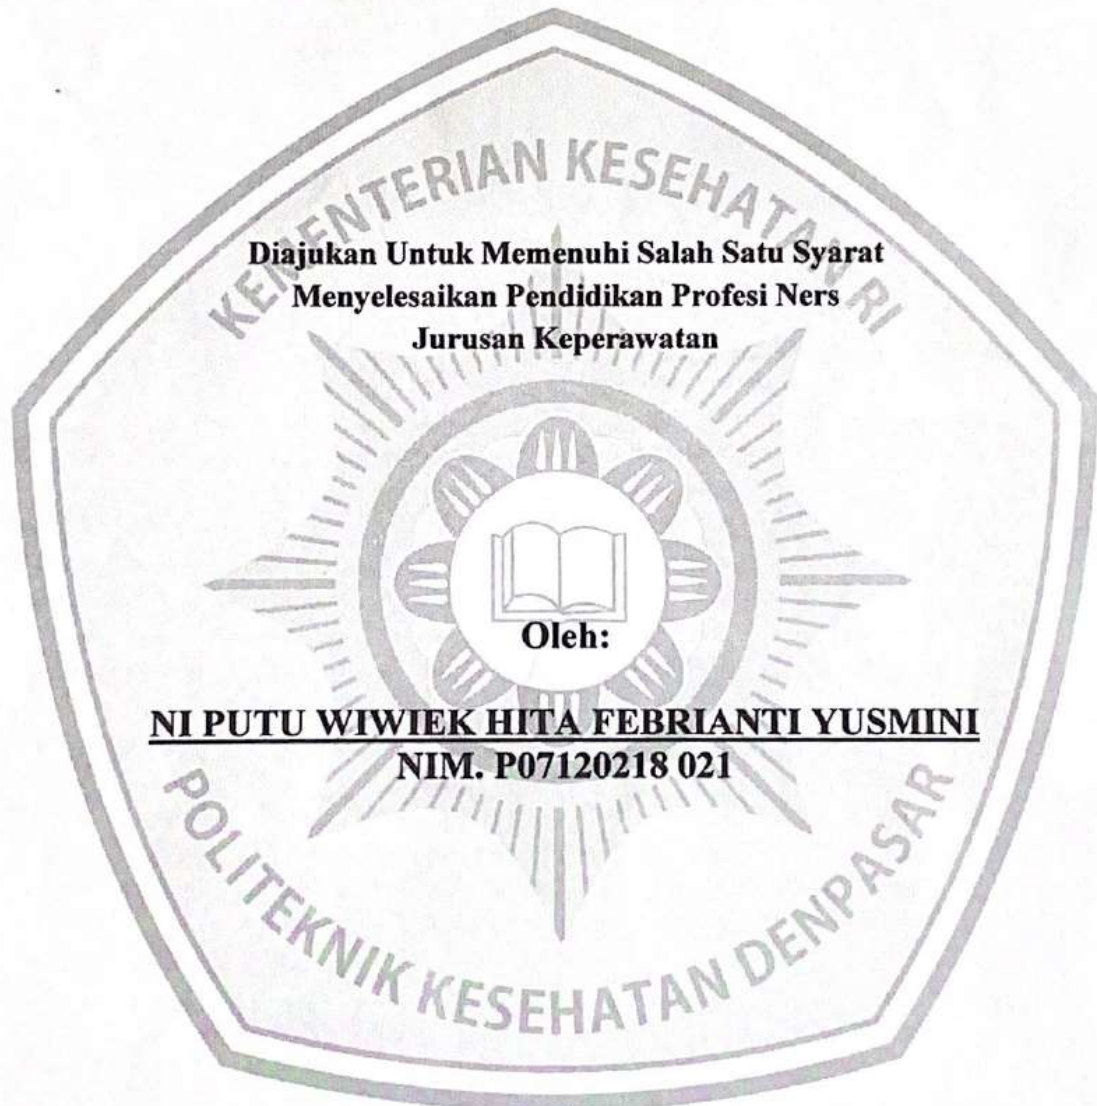 KEMENTERIAN KESEHATAN RI
Diajukan Untuk Memenuhi Salah Satu Syarat
Menyelesaikan Pendidikan Profesi Ners
Jurusan Keperawatan
Oleh:
NI PUTU WIWIEK HITA FEBRIANTI YUSMINI
NIM. P07120218 021
POLITEKNIK KESEHATAN DENPASAR